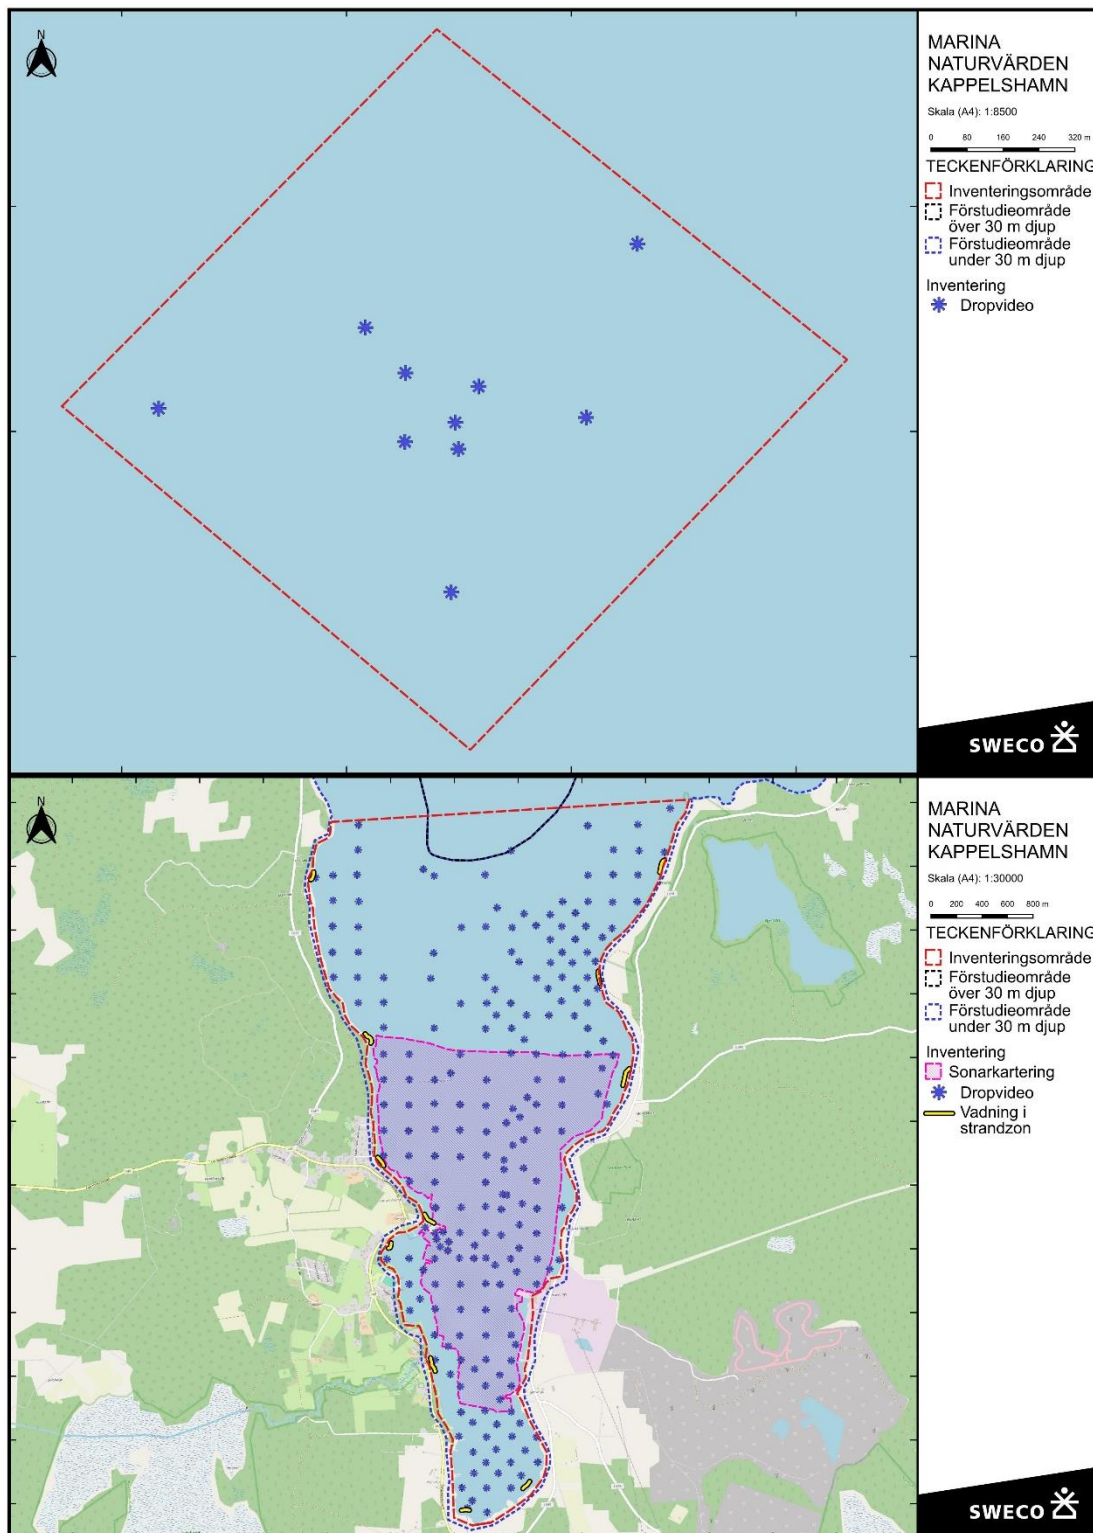 N
MARINA
NATURVÄRDEN
KAPPELSHAMN
Skala (A4): 1:8500
0 80 160 240 320 m
TECKENFÖRKLARING
Inventeringsområde
Förstudieområde
över 30 m djup
Förstudieområde
under 30 m djup
Inventering
Dropvideo
SWECO
N
MARINA
NATURVÄRDEN
KAPPELSHAMN
Skala (A4): 1:30000
0 200 400 600 800 m
TECKENFÖRKLARING
Inventeringsområde
Förstudieområde
över 30 m djup
Förstudieområde
under 30 m djup
Inventering
Sonarkartering
Dropvideo
Vadning i
strandzon
SWECO